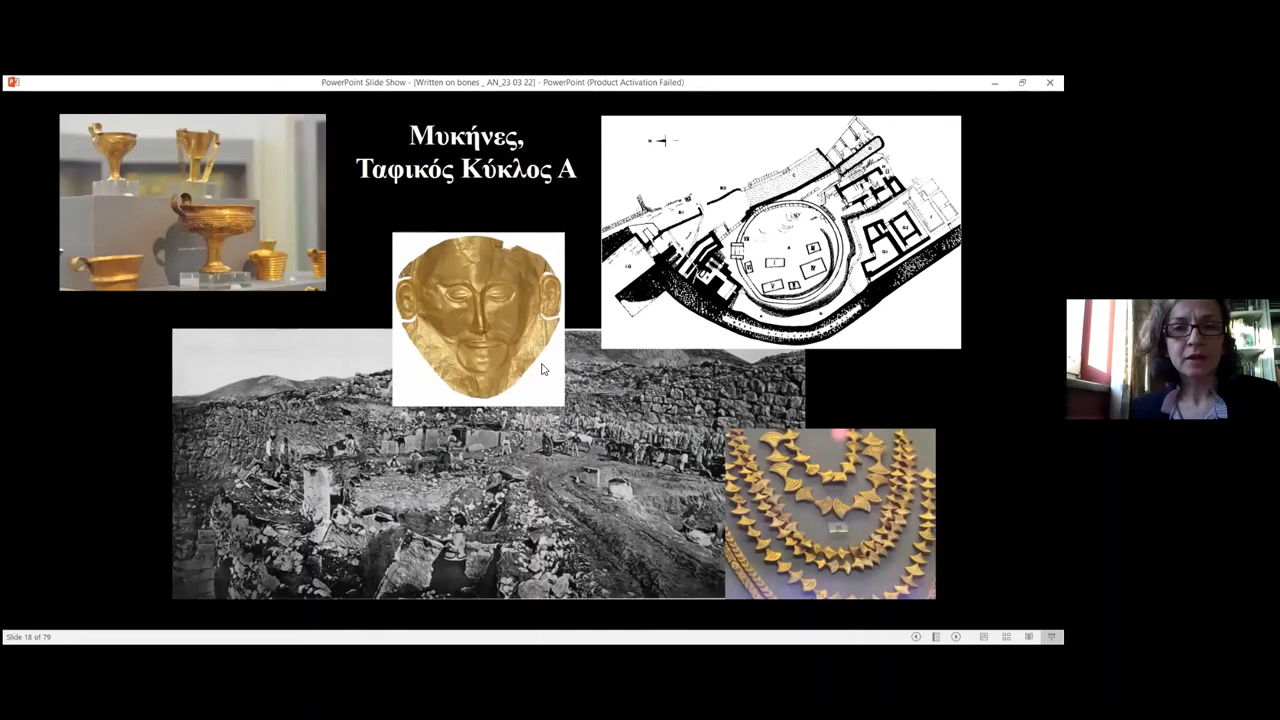 PowerPoint Slide Show - [Written on bones _ AN_23 03 22] - PowerPoint (Product Activation Failed)
Μυκήνες,
Ταφικός Κύκλος Α
Slide 18 of 79